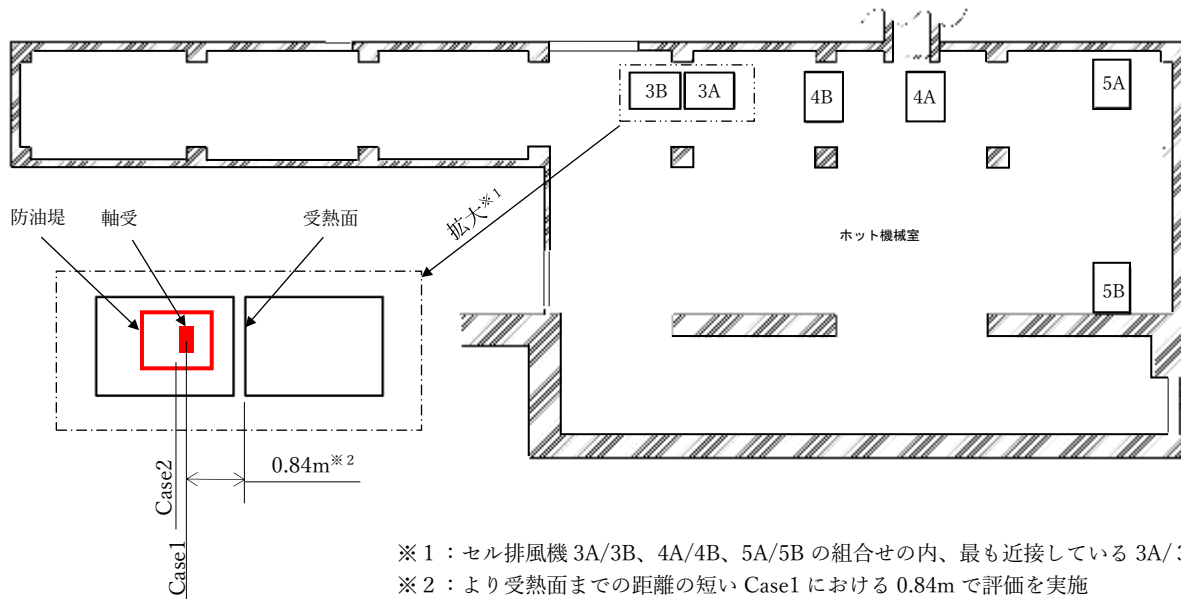 3B
3A
4B
4A
5A
防油堤
軸受
受熱面
拡大※1
ホット機械室
5B
Case2
0.84m※2
Case1
※1：セル排風機 3A/3B、4A/4B、5A/5B の組合せの内、最も近接している 3A/3
※2：より受熱面までの距離の短い Case1 における 0.84m で評価を実施